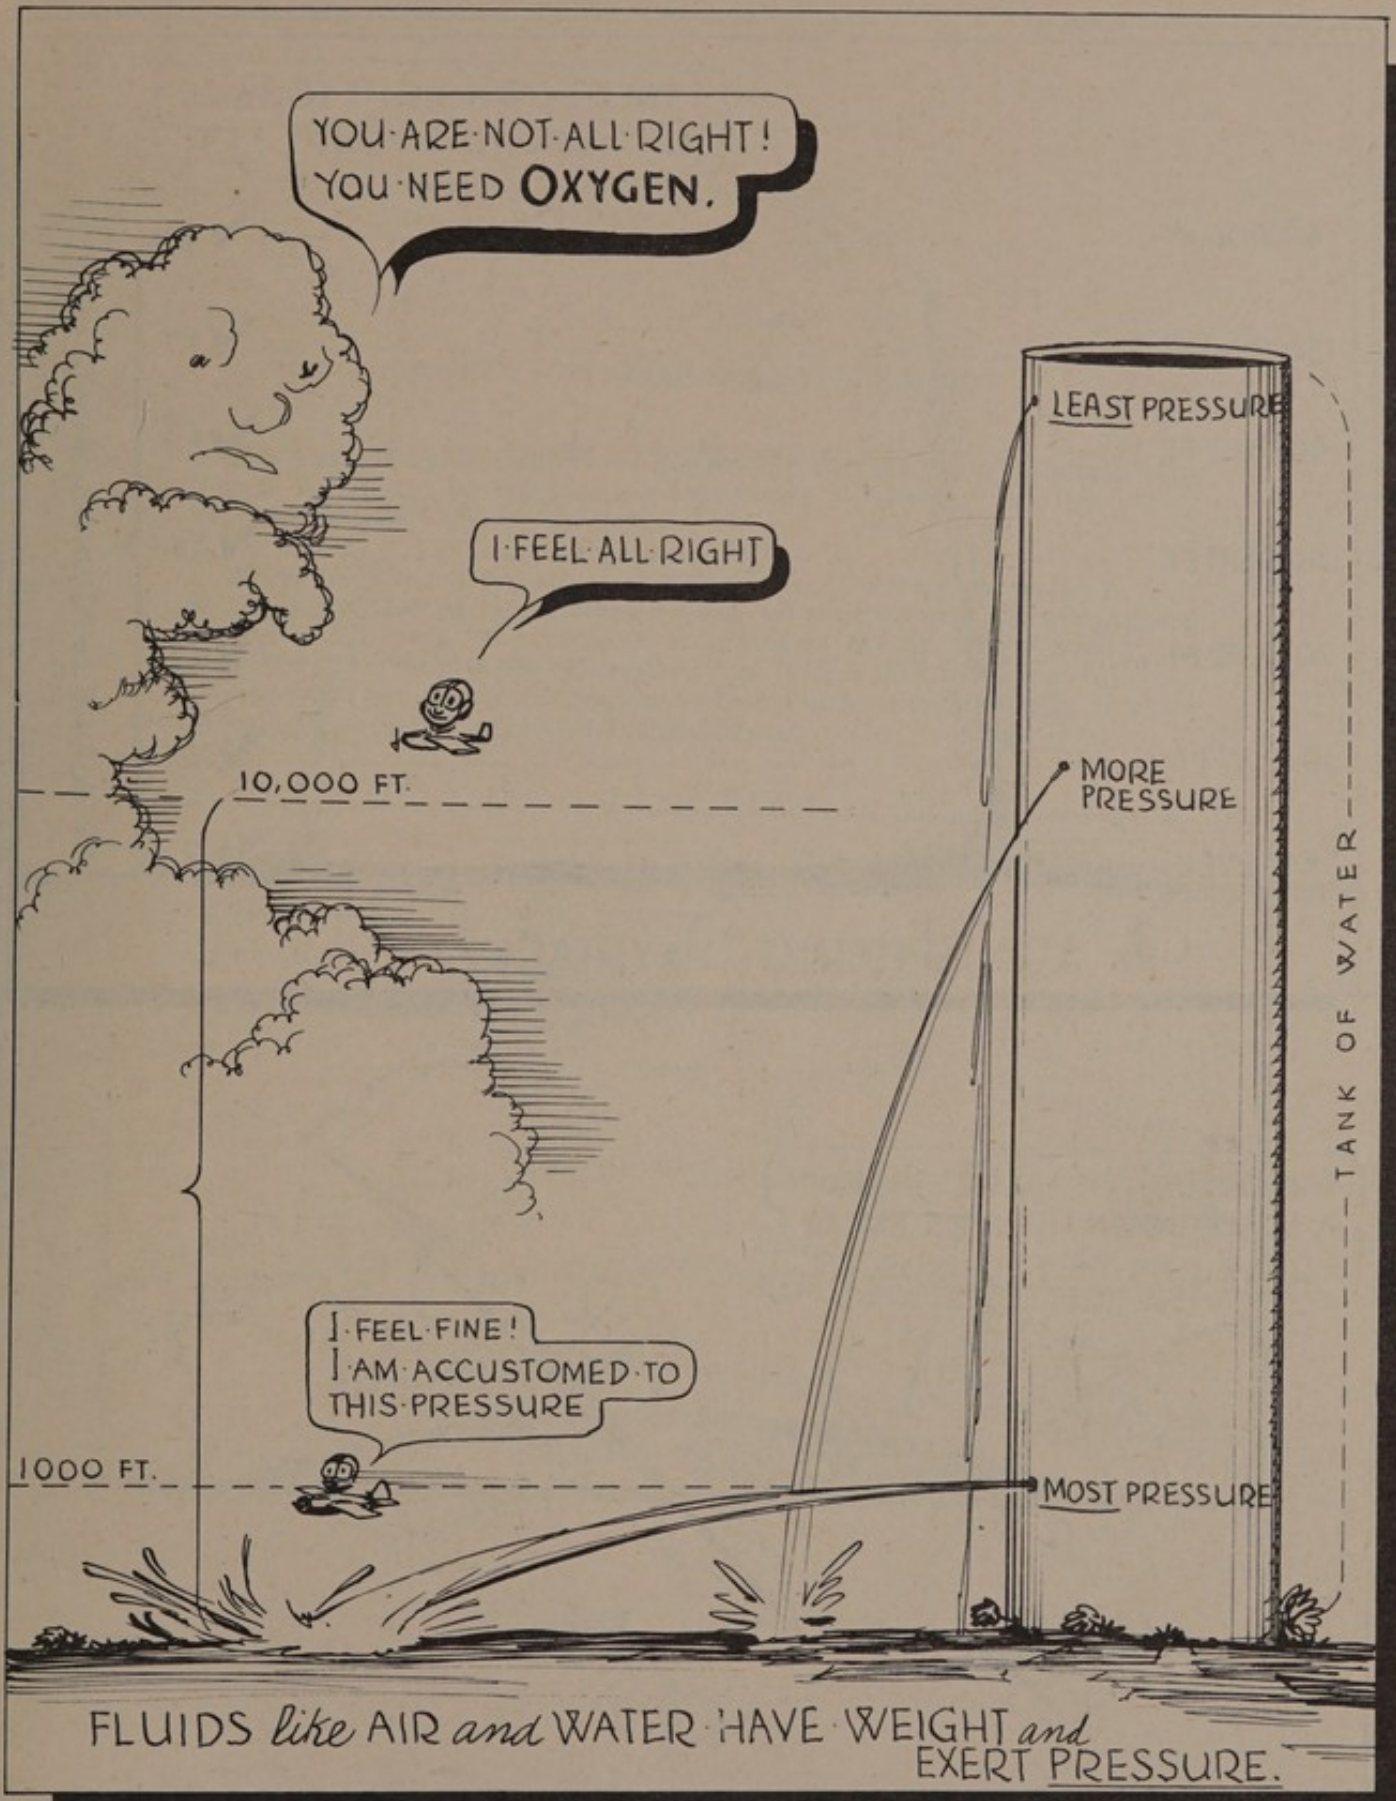 YOU·ARE·NOT·ALL·RIGHT!
YOU·NEED OXYGEN.
LEAST PRESSURE
I·FEEL·ALL·RIGHT
MORE
PRESSURE
10,000 FT.
TANK OF WATER
I·FEEL·FINE!
I·AM·ACCUSTOMED·TO
THIS·PRESSURE
1000 FT.
MOST PRESSURE
FLUIDS like AIR and WATER·HAVE·WEIGHT and
EXERT PRESSURE.